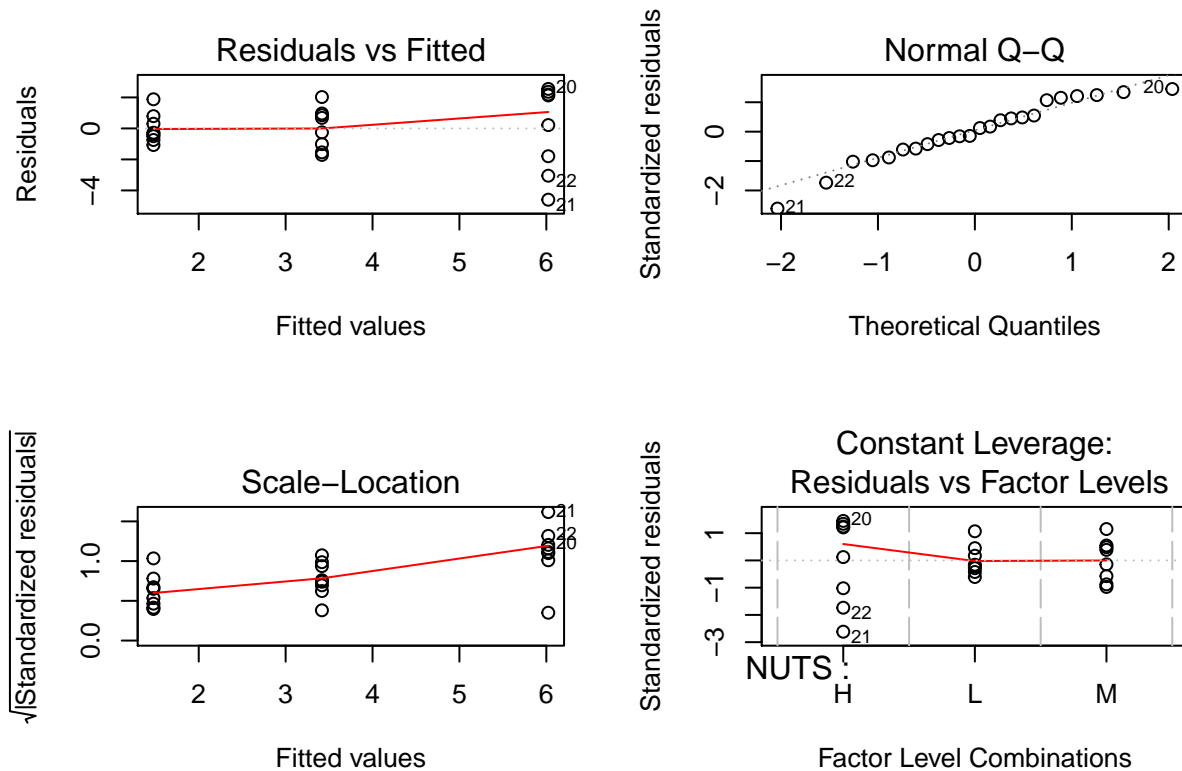 Residuals vs Fitted
Residuals
0
−4
20
22
21
2 3 4 5 6
Fitted values
Normal Q−Q
Standardized residuals
0
−2
20
22
21
−2 −1 0 1 2
Theoretical Quantiles
Scale−Location
√|Standardized residuals|
1.0
0.0
21
22
20
2 3 4 5 6
Fitted values
Constant Leverage:
Residuals vs Factor Levels
Standardized residuals
1
−1
−3
20
22
21
NUTS :
H L M
Factor Level Combinations